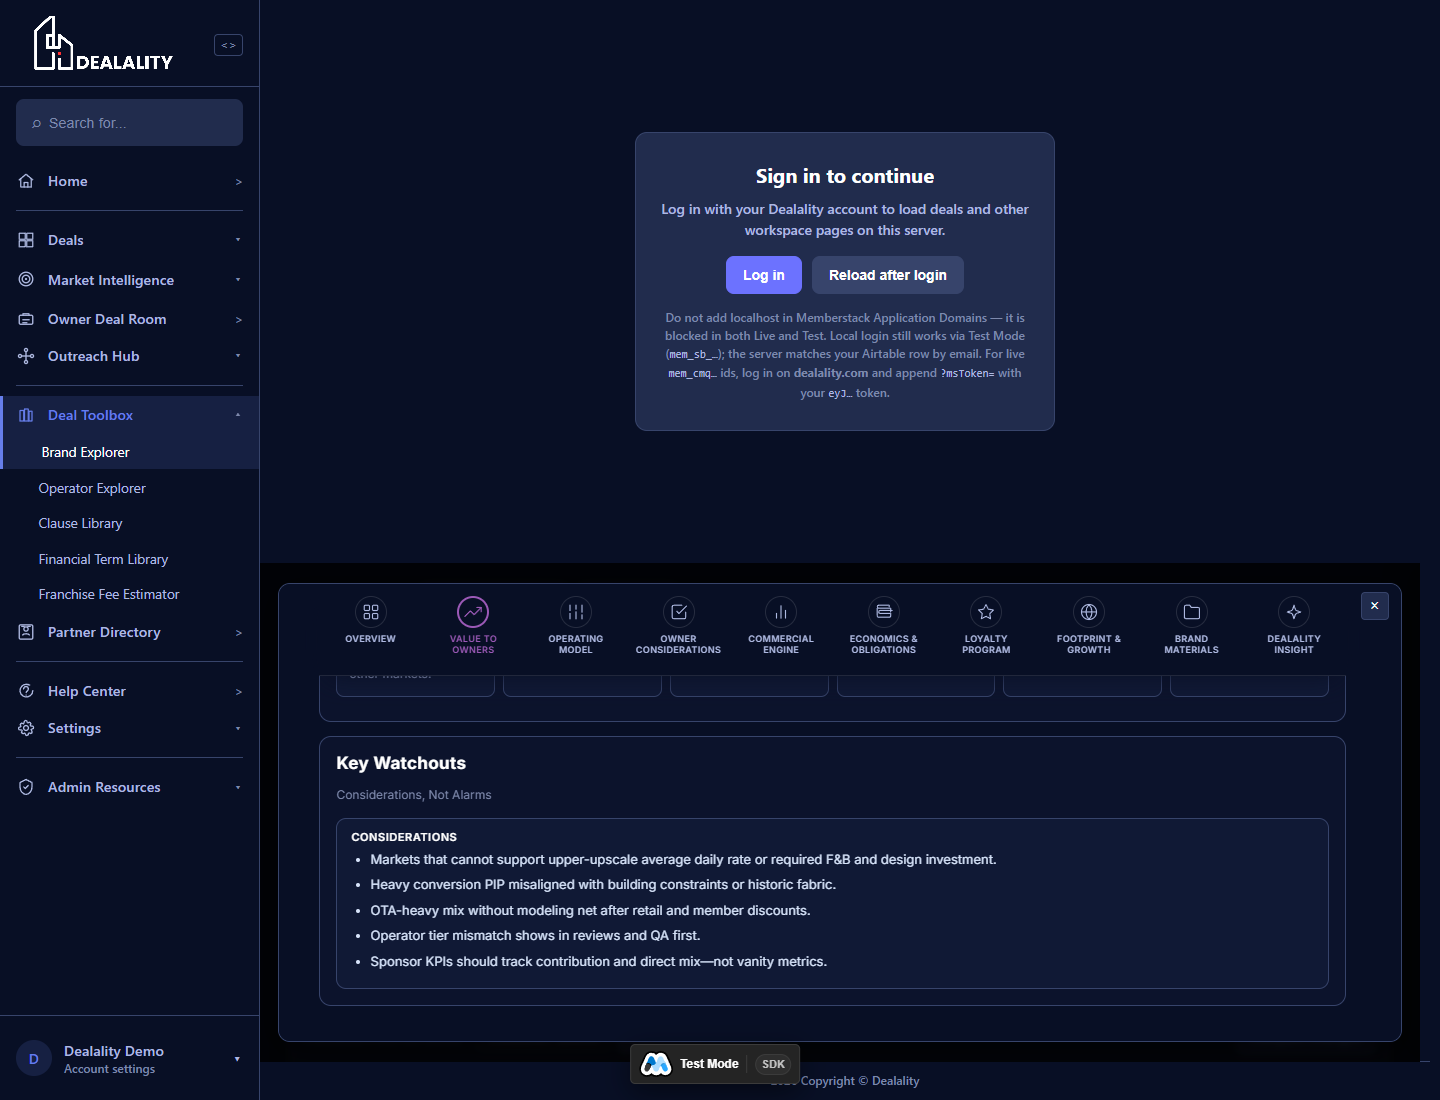 DEALALITY
< >
Search for...
Home
Deals
Market Intelligence
Owner Deal Room
Outreach Hub
Deal Toolbox
Brand Explorer
Operator Explorer
Clause Library
Financial Term Library
Franchise Fee Estimator
Partner Directory
Help Center
Settings
Admin Resources
D
Dealality Demo
Account settings
Sign in to continue
Log in with your Dealality account to load deals and other
workspace pages on this server.
Log in
Reload after login
Do not add localhost in Memberstack Application Domains — it is
blocked in both Live and Test. Local login still works via Test Mode
(mem_sb_…); the server matches your Airtable row by email. For live
mem_cmq… ids, log in on dealality.com and append ?msToken= with
your eyJ… token.
OVERVIEW
VALUE TO
OWNERS
OPERATING
MODEL
OWNER
CONSIDERATIONS
COMMERCIAL
ENGINE
ECONOMICS &
OBLIGATIONS
LOYALTY
PROGRAM
FOOTPRINT &
GROWTH
BRAND
MATERIALS
DEALALITY
INSIGHT
×
other markets.
Key Watchouts
Considerations, Not Alarms
CONSIDERATIONS
• Markets that cannot support upper-upscale average daily rate or required F&B and design investment.
• Heavy conversion PIP misaligned with building constraints or historic fabric.
• OTA-heavy mix without modeling net after retail and member discounts.
• Operator tier mismatch shows in reviews and QA first.
• Sponsor KPIs should track contribution and direct mix—not vanity metrics.
Test Mode
SDK
Copyright © Dealality